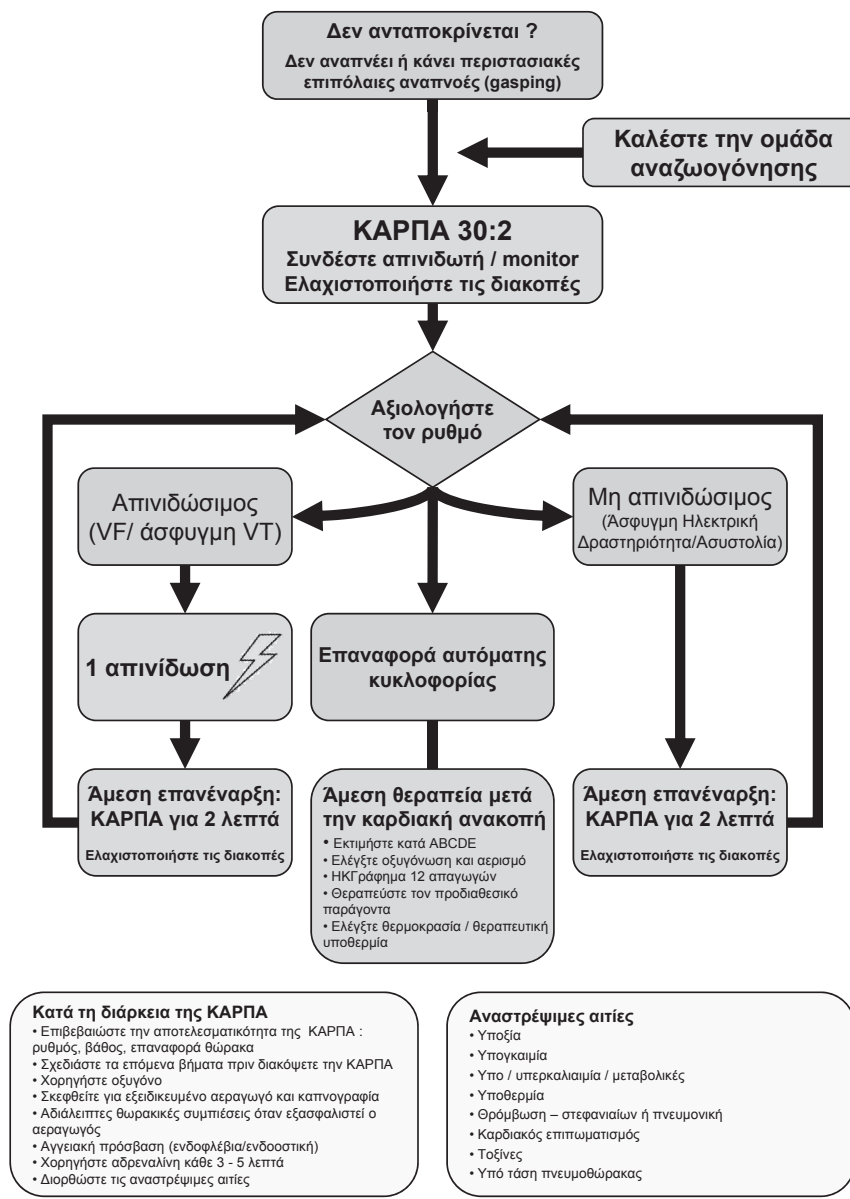 Δεν ανταποκρίνεται ?
Δεν αναπνέει ή κάνει περιστασιακές
επιπόλαιες αναπνοές (gasping)
Καλέστε την ομάδα
αναζωογόνησης
ΚΑΡΠΑ 30:2
Συνδέστε απινιδωτή / monitor
Ελαχιστοποιήστε τις διακοπές
Αξιολογήστε
τον ρυθμό
Απινιδώσιμος
(VF/ άσφυγμη VT)
Μη απινιδώσιμος
(Άσφυγμη Ηλεκτρική
Δραστηριότητα/Ασυστολία)
1 απινίδωση
Επαναφορά αυτόματης
κυκλοφορίας
Άμεση επανέναρξη:
ΚΑΡΠΑ για 2 λεπτά
Ελαχιστοποιήστε τις διακοπές
Άμεση θεραπεία μετά
την καρδιακή ανακοπή
• Εκτιμήστε κατά ABCDE
• Ελέγξτε οξυγόνωση και αερισμό
• ΗΚΓράφημα 12 απαγωγών
• Θεραπεύστε τον προδιαθεσικό
παράγοντα
• Ελέγξτε θερμοκρασία / θεραπευτική
υποθερμία
Άμεση επανέναρξη:
ΚΑΡΠΑ για 2 λεπτά
Ελαχιστοποιήστε τις διακοπές
Κατά τη διάρκεια της ΚΑΡΠΑ
• Επιβεβαιώστε την αποτελεσματικότητα της ΚΑΡΠΑ :
ρυθμός, βάθος, επαναφορά θώρακα
• Σχεδιάστε τα επόμενα βήματα πριν διακόψετε την ΚΑΡΠΑ
• Χορηγήστε οξυγόνο
• Σκεφθείτε για εξειδικευμένο αεραγωγό και καπνογραφία
• Αδιάλειπτες θωρακικές συμπιέσεις όταν εξασφαλιστεί ο
αεραγωγός
• Αγγειακή πρόσβαση (ενδοφλέβια/ενδοοστική)
• Χορηγήστε αδρεναλίνη κάθε 3 - 5 λεπτά
• Διορθώστε τις αναστρέψιμες αιτίες
Αναστρέψιμες αιτίες
• Υποξία
• Υπογκαιμία
• Υπο / υπερκαλιαιμία / μεταβολικές
• Υποθερμία
• Θρόμβωση – στεφανιαίων ή πνευμονική
• Καρδιακός επιπωματισμός
• Τοξίνες
• Υπό τάση πνευμοθώρακας